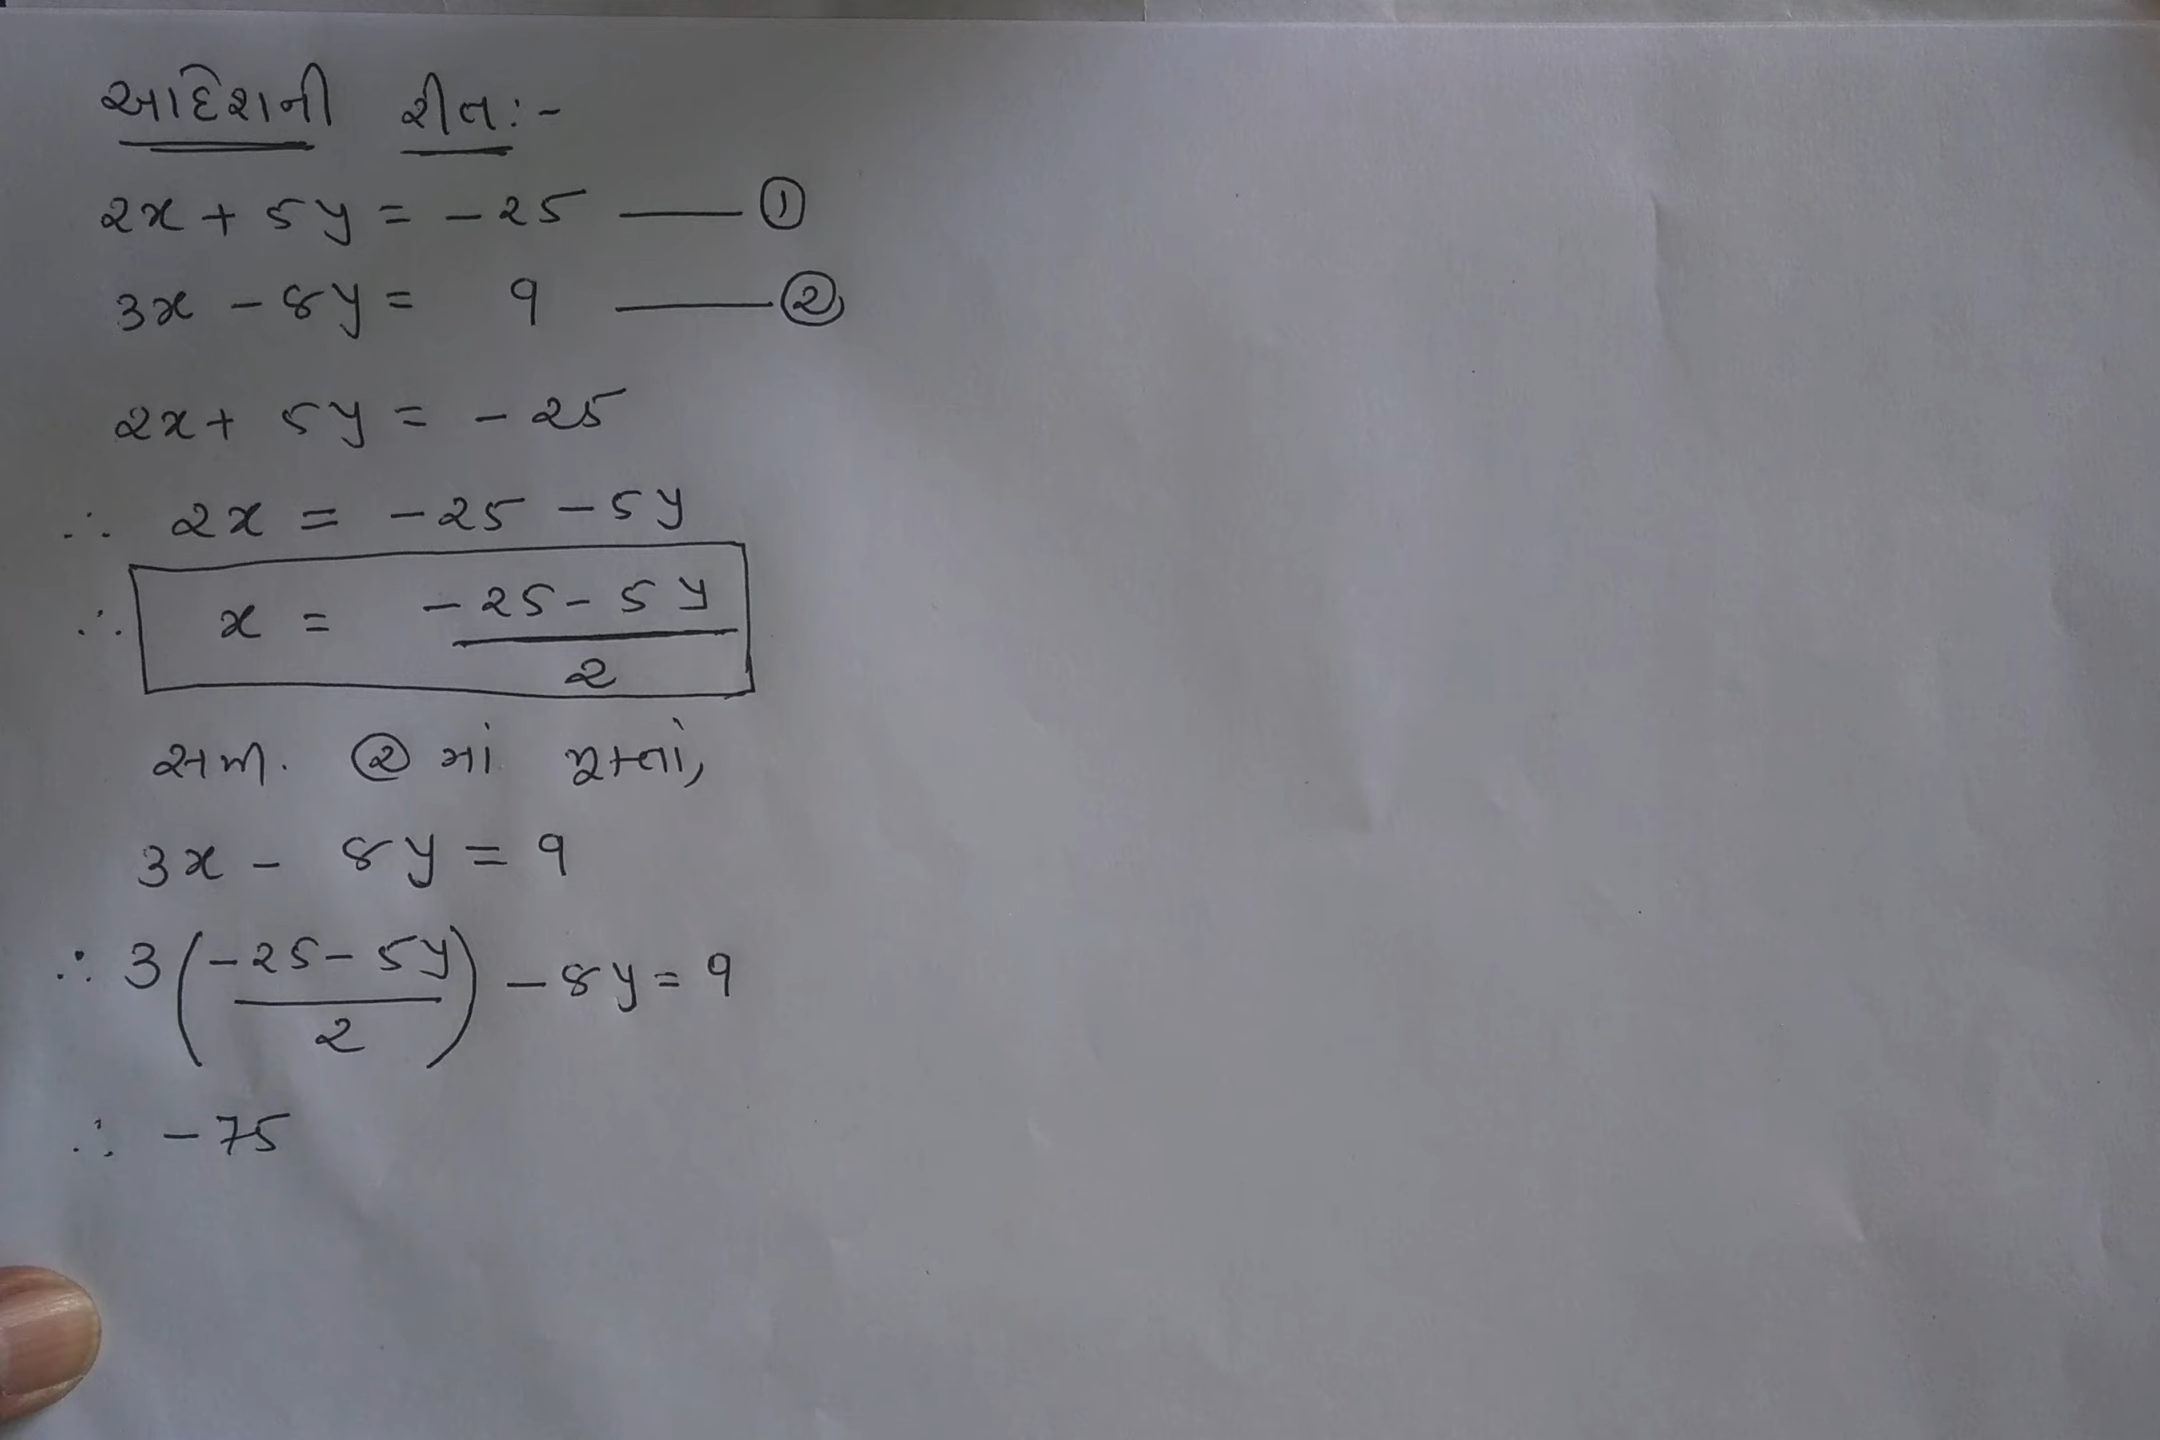 આદેશની રીત :-
2x + 5y = - 25 —— ①
3x - 8y = 9 —— ②
2x + 5y = - 25
∴ 2x = - 25 - 5y
∴ x = (- 25 - 5y) / 2
સમી. ② માં મૂકતાં,
3x - 8y = 9
∴ 3((- 25 - 5y) / 2) - 8y = 9
∴ - 75